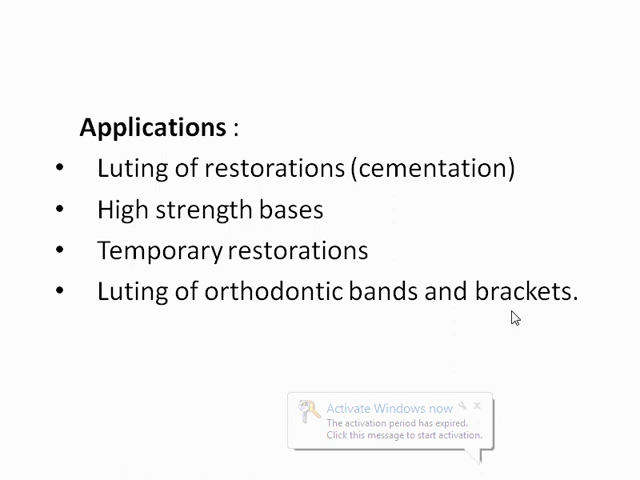 Applications :
• Luting of restorations (cementation)
• High strength bases
• Temporary restorations
• Luting of orthodontic bands and brackets.
Activate Windows now
The activation period has expired.
Click this message to start activation.